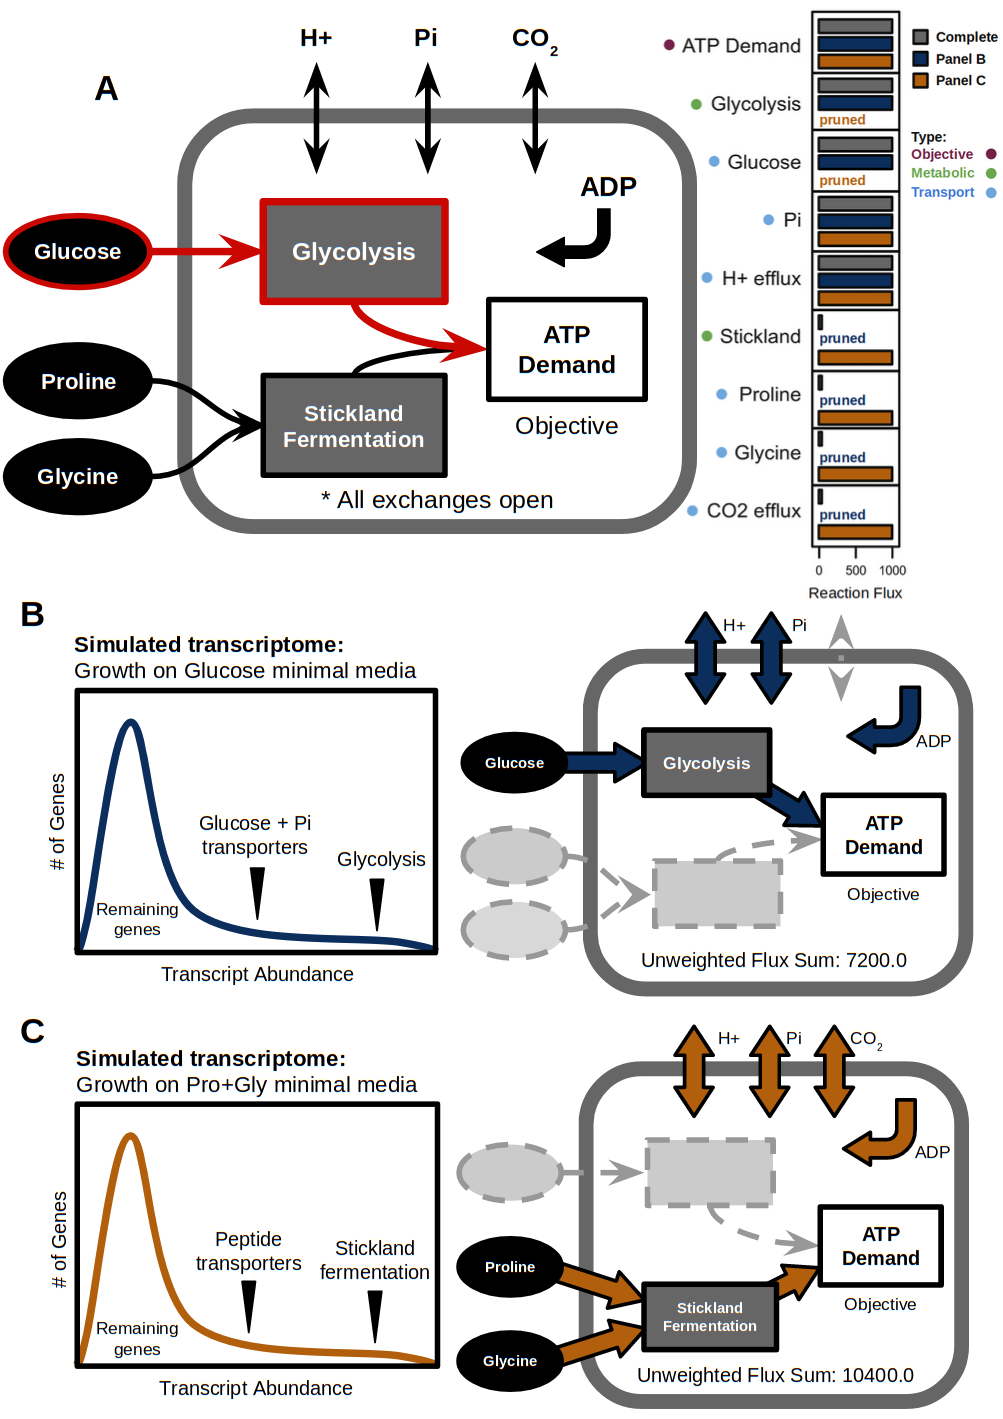 A
H+
Pi
CO2
ADP
Glucose
Glycolysis
Proline
Glycine
Stickland
Fermentation
ATP
Demand
Objective
* All exchanges open
ATP Demand
Glycolysis
pruned
Glucose
pruned
Pi
H+ efflux
Stickland
pruned
Proline
pruned
Glycine
pruned
CO2 efflux
pruned
0 500 1000
Reaction Flux
Complete
Panel B
Panel C
Type:
Objective
Metabolic
Transport
B
Simulated transcriptome:
Growth on Glucose minimal media
# of Genes
Glucose + Pi
transporters
Glycolysis
Remaining
genes
Transcript Abundance
H+
Pi
ADP
Glucose
Glycolysis
ATP
Demand
Objective
Unweighted Flux Sum: 7200.0
C
Simulated transcriptome:
Growth on Pro+Gly minimal media
# of Genes
Peptide
transporters
Stickland
fermentation
Remaining
genes
Transcript Abundance
H+
Pi
CO2
ADP
Proline
Glycine
Stickland
Fermentation
ATP
Demand
Objective
Unweighted Flux Sum: 10400.0